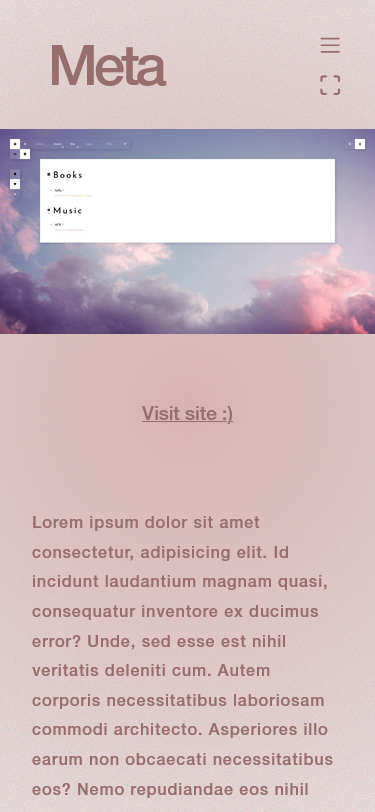 Meta
Books
Music
Visit site :)
Lorem ipsum dolor sit amet
consectetur, adipisicing elit. Id
incidunt laudantium magnam quasi,
consequatur inventore ex ducimus
error? Unde, sed esse est nihil
veritatis deleniti cum. Autem
corporis necessitatibus laboriosam
commodi architecto. Asperiores illo
earum non obcaecati necessitatibus
eos? Nemo repudiandae eos nihil